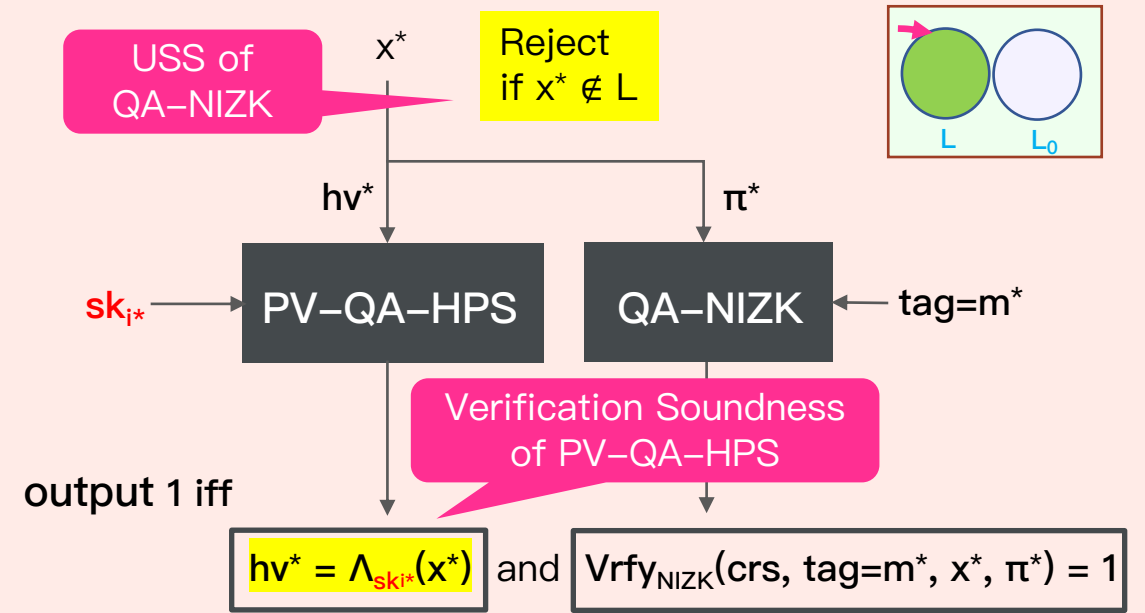 USS of
QA–NIZK
x*
Reject
if x* ∉ L
L
L₀
hv*
π*
sk_i*
PV–QA–HPS
QA–NIZK
tag=m*
Verification Soundness
of PV–QA–HPS
output 1 iff
hv* = Λ_sk_i*(x*) and Vrfy_NIZK(crs, tag=m*, x*, π*) = 1